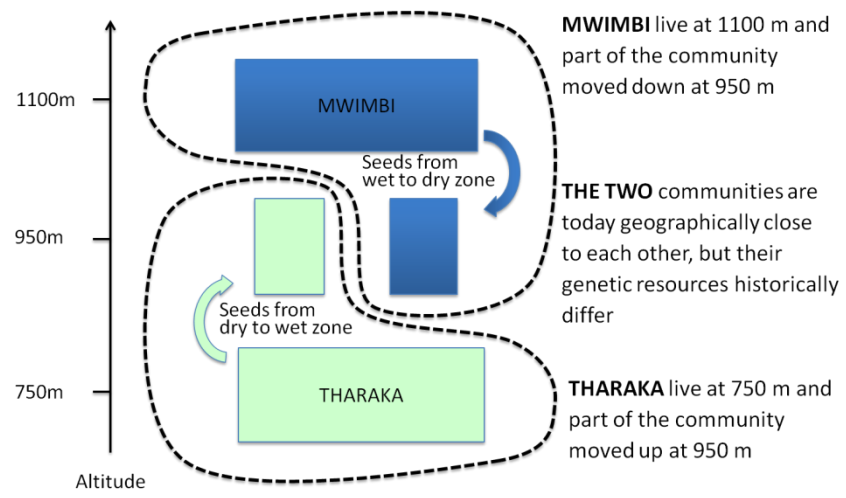 MWIMBI live at 1100 m and
part of the community
moved down at 950 m
1100m
MWIMBI
Seeds from
wet to dry zone
THE TWO communities are
today geographically close
to each other, but their
genetic resources historically
differ
950m
Seeds from
dry to wet zone
750m
THARAKA
THARAKA live at 750 m and
part of the community
moved up at 950 m
Altitude